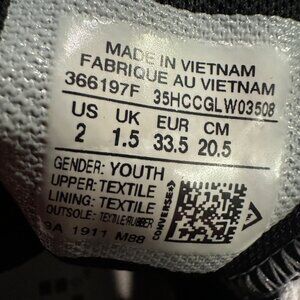 MADE IN VIETNAM
FABRIQUE AU VIETNAM
366197F 35HCCGLW03508
US UK EUR CM
2 1.5 33.5 20.5
GENDER: YOUTH
UPPER: TEXTILE
LINING: TEXTILE
OUTSOLE: TEXTILE/RUBBER
CONVERSE
9A 1911 M88